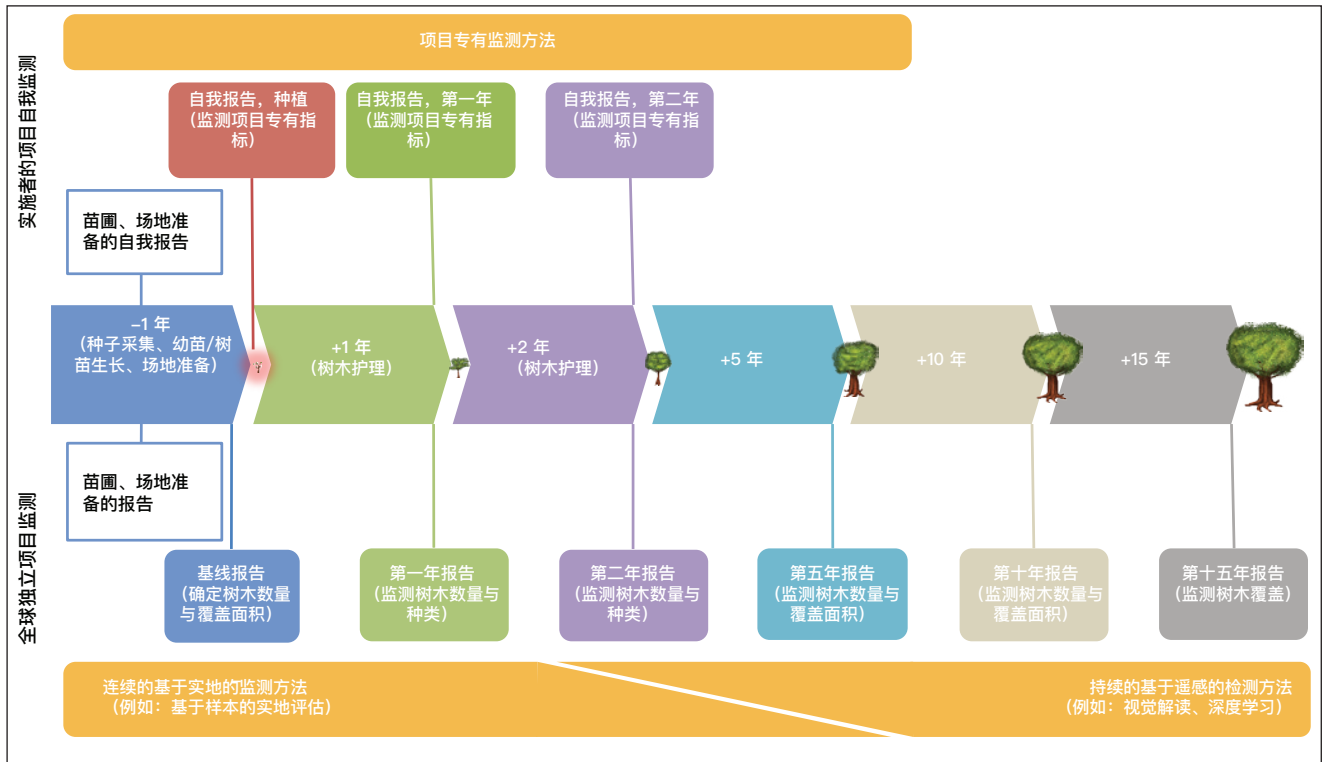 项目专有监测方法
实施者的项目自我监测
自我报告，种植
（监测项目专有指
标）
自我报告，第一年
（监测项目专有指
标）
自我报告，第二年
（监测项目专有指
标）
苗圃、场地准
备的自我报告
–1 年
（种子采集、幼苗/树
苗生长、场地准备）
+1 年
（树木护理）
+2 年
（树木护理）
+5 年
+10 年
+15 年
全球独立项目监测
苗圃、场地准
备的报告
基线报告
（确定树木数量
与覆盖面积）
第一年报告
（监测树木数量与
种类）
第二年报告
（监测树木数量与
种类）
第五年报告
（监测树木数量与
覆盖面积）
第十年报告
（监测树木数量与
覆盖面积）
第十五年报告
（监测树木覆盖）
连续的基于实地的监测方法
（例如：基于样本的实地评估）
持续的基于遥感的检测方法
（例如：视觉解读、深度学习）